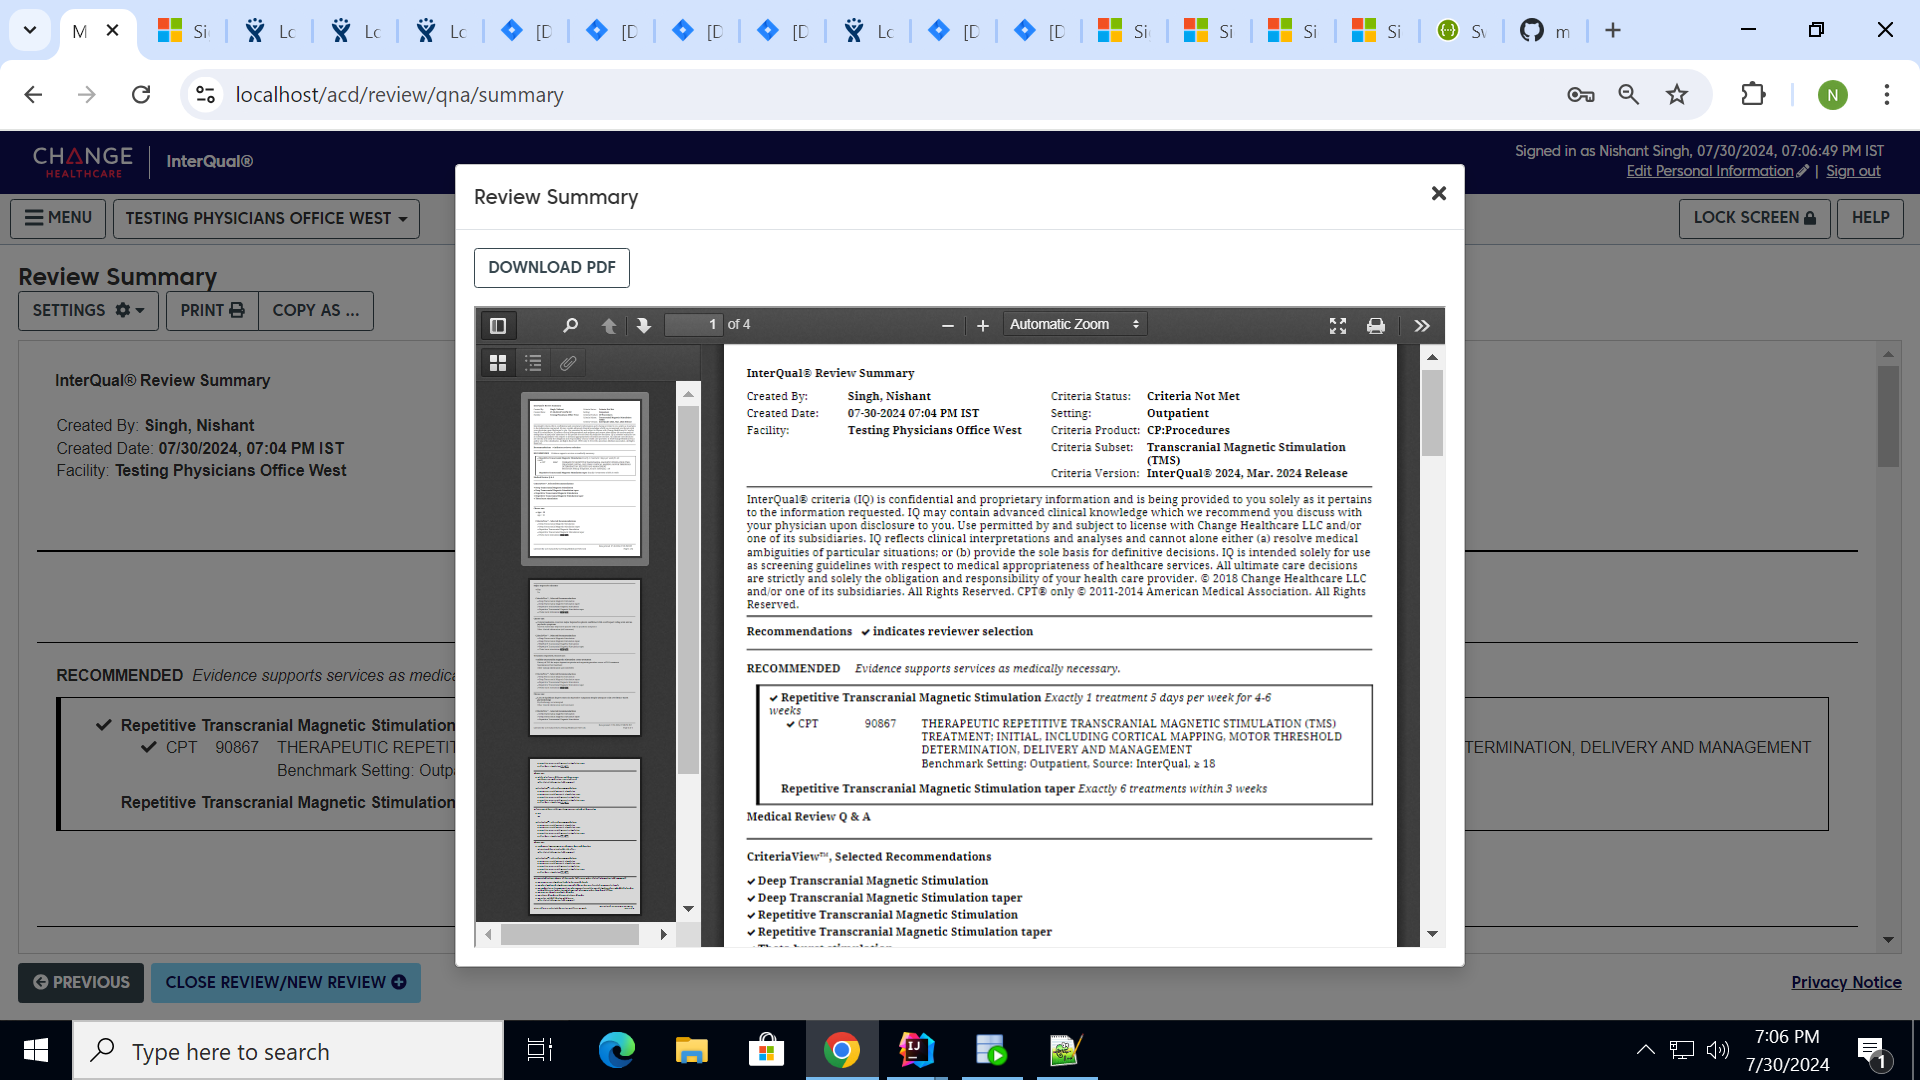 M
Si
Lo
Lo
Lo
[D
[D
[D
[D
Lo
[D
[D
Si
Si
Si
Si
Sv
m
localhost/acd/review/qna/summary
N
CHANGE
HEALTHCARE
InterQual®
Signed in as Nishant Singh, 07/30/2024, 07:06:49 PM IST
Edit Personal Information | Sign out
MENU
TESTING PHYSICIANS OFFICE WEST
LOCK SCREEN
HELP
Review Summary
SETTINGS
PRINT
COPY AS ...
InterQual® Review Summary
Created By: Singh, Nishant
Created Date: 07/30/2024, 07:04 PM IST
Facility: Testing Physicians Office West
RECOMMENDED Evidence supports services as medica
Repetitive Transcranial Magnetic Stimulation
CPT 90867 THERAPEUTIC REPETIT
TERMINATION, DELIVERY AND MANAGEMENT
Benchmark Setting: Outpa
Repetitive Transcranial Magnetic Stimulation
PREVIOUS
CLOSE REVIEW/NEW REVIEW
Privacy Notice
Review Summary
DOWNLOAD PDF
1 of 4
Automatic Zoom
InterQual® Review Summary
Created By: Singh, Nishant
Created Date: 07-30-2024 07:04 PM IST
Facility: Testing Physicians Office West
Criteria Status: Criteria Not Met
Setting: Outpatient
Criteria Product: CP:Procedures
Criteria Subset: Transcranial Magnetic Stimulation
(TMS)
Criteria Version: InterQual® 2024, Mar. 2024 Release
InterQual® criteria (IQ) is confidential and proprietary information and is being provided to you solely as it pertains
to the information requested. IQ may contain advanced clinical knowledge which we recommend you discuss with
your physician upon disclosure to you. Use permitted by and subject to license with Change Healthcare LLC and/or
one of its subsidiaries. IQ reflects clinical interpretations and analyses and cannot alone either (a) resolve medical
ambiguities of particular situations; or (b) provide the sole basis for definitive decisions. IQ is intended solely for use
as screening guidelines with respect to medical appropriateness of healthcare services. All ultimate care decisions
are strictly and solely the obligation and responsibility of your health care provider. © 2018 Change Healthcare LLC
and/or one of its subsidiaries. All Rights Reserved. CPT® only © 2011-2014 American Medical Association. All Rights
Reserved.
Recommendations ✔ indicates reviewer selection
RECOMMENDED Evidence supports services as medically necessary.
✔ Repetitive Transcranial Magnetic Stimulation Exactly 1 treatment 5 days per week for 4-6
weeks
✔ CPT 90867 THERAPEUTIC REPETITIVE TRANSCRANIAL MAGNETIC STIMULATION (TMS)
TREATMENT; INITIAL, INCLUDING CORTICAL MAPPING, MOTOR THRESHOLD
DETERMINATION, DELIVERY AND MANAGEMENT
Benchmark Setting: Outpatient, Source: InterQual, ≥ 18
Repetitive Transcranial Magnetic Stimulation taper Exactly 6 treatments within 3 weeks
Medical Review Q & A
CriteriaView™, Selected Recommendations
✔ Deep Transcranial Magnetic Stimulation
✔ Deep Transcranial Magnetic Stimulation taper
✔ Repetitive Transcranial Magnetic Stimulation
✔ Repetitive Transcranial Magnetic Stimulation taper
Type here to search
7:06 PM
7/30/2024
1